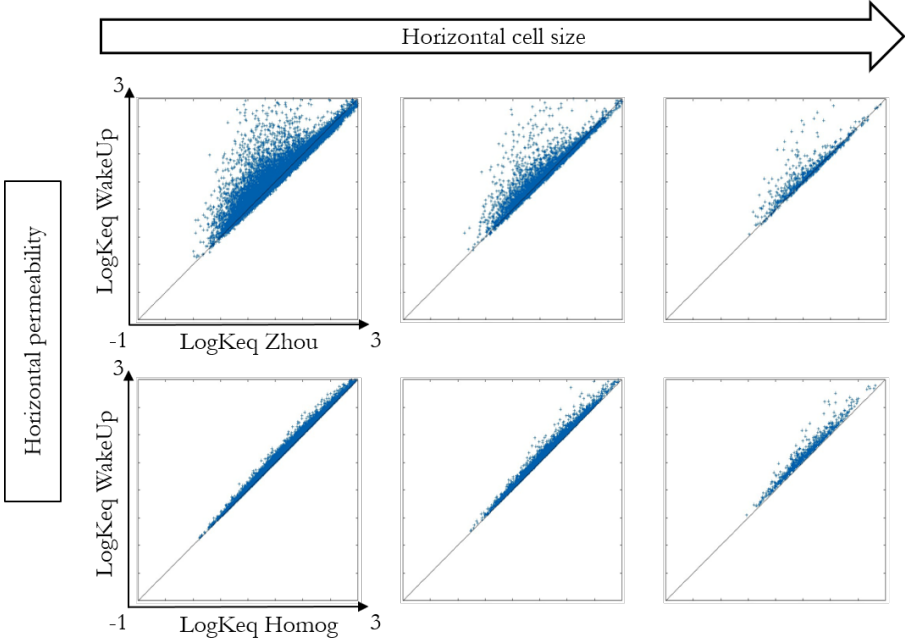 Horizontal cell size
3
LogKeq WakeUp
-1
LogKeq Zhou
3
Horizontal permeability
3
LogKeq WakeUp
-1
LogKeq Homog
3